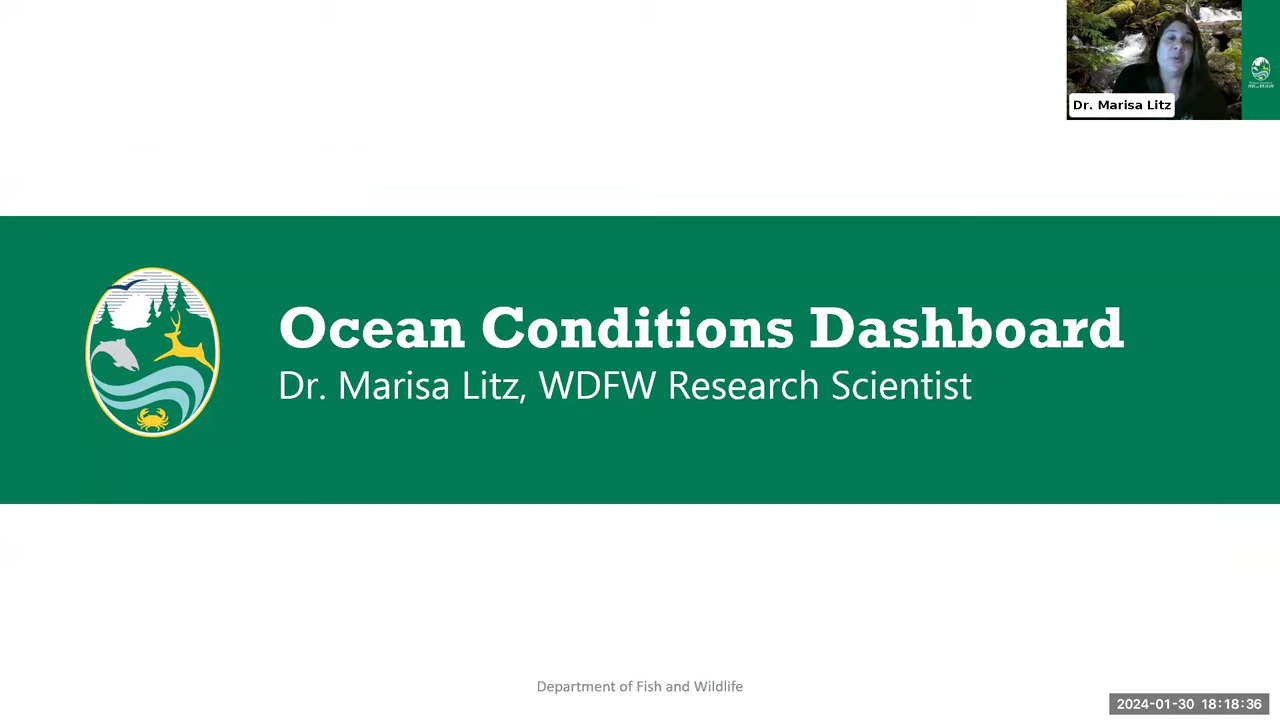 Dr. Marisa Litz
Ocean Conditions Dashboard
Dr. Marisa Litz, WDFW Research Scientist
Department of Fish and Wildlife
2024-01-30 18:18:36